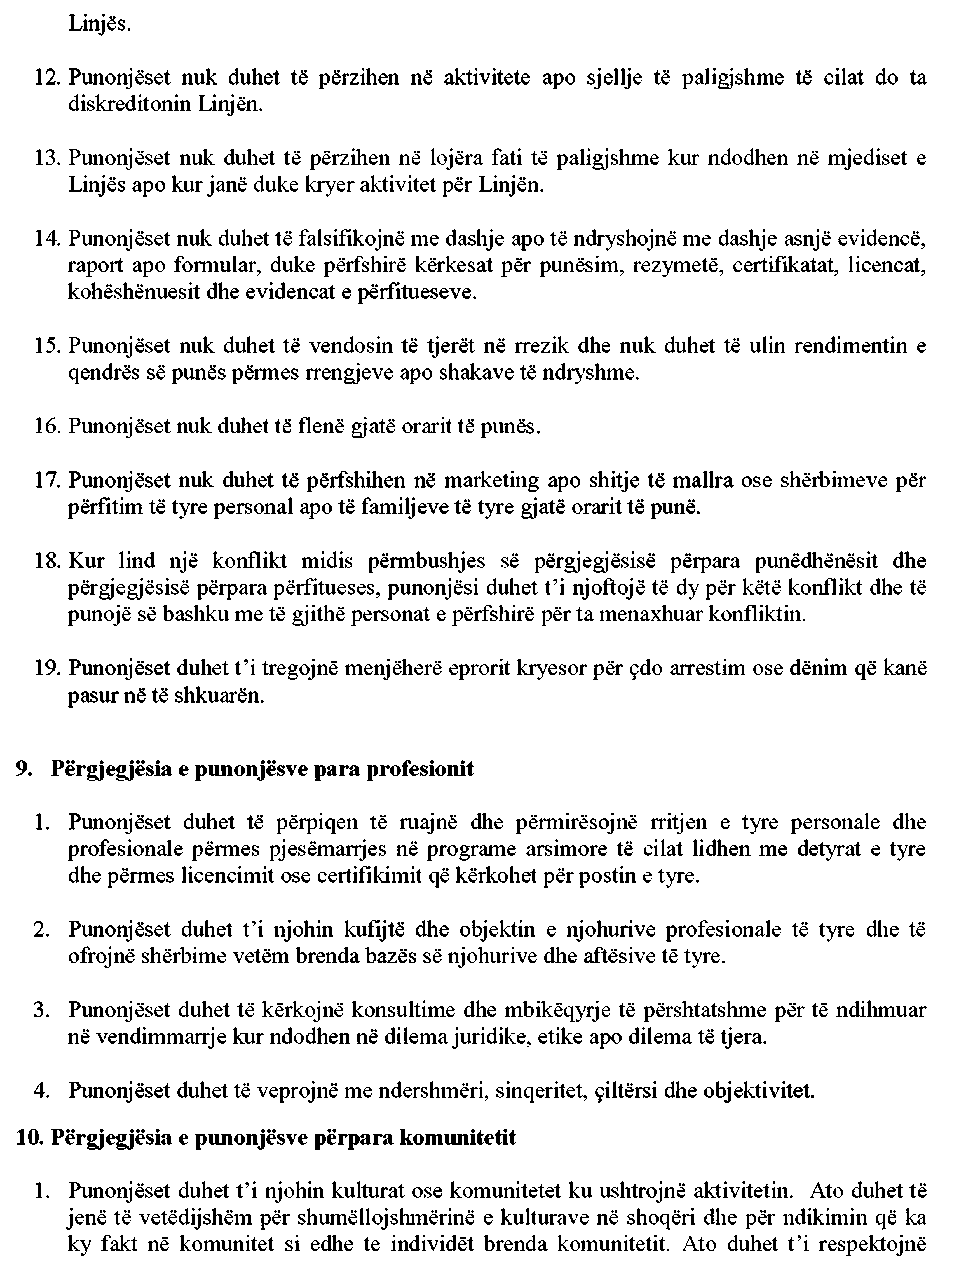 Linjës.
12. Punonjëset nuk duhet të përzihen në aktivitete apo sjellje të paligjshme të cilat do ta
diskreditonin Linjën.
13. Punonjëset nuk duhet të përzihen në lojëra fati të paligjshme kur ndodhen në mjediset e
Linjës apo kur janë duke kryer aktivitet për Linjën.
14. Punonjëset nuk duhet të falsifikojnë me dashje apo të ndryshojnë me dashje asnjë evidencë,
raport apo formular, duke përfshirë kërkesat për punësim, rezymetë, certifikatat, licencat,
kohëshënuesit dhe evidencat e përfitueseve.
15. Punonjëset nuk duhet të vendosin të tjerët në rrezik dhe nuk duhet të ulin rendimentin e
qendrës së punës përmes rrengjeve apo shakave të ndryshme.
16. Punonjëset nuk duhet të flenë gjatë orarit të punës.
17. Punonjëset nuk duhet të përfshihen në marketing apo shitje të mallra ose shërbimeve për
përfitim të tyre personal apo të familjeve të tyre gjatë orarit të punë.
18. Kur lind një konflikt midis përmbushjes së përgjegjësisë përpara punëdhënësit dhe
përgjegjësisë përpara përfitueses, punonjësi duhet t’i njoftojë të dy për këtë konflikt dhe të
punojë së bashku me të gjithë personat e përfshirë për ta menaxhuar konfliktin.
19. Punonjëset duhet t’i tregojnë menjëherë eprorit kryesor për çdo arrestim ose dënim që kanë
pasur në të shkuarën.
9. Përgjegjësia e punonjësve para profesionit
1. Punonjëset duhet të përpiqen të ruajnë dhe përmirësojnë rritjen e tyre personale dhe
profesionale përmes pjesëmarrjes në programe arsimore të cilat lidhen me detyrat e tyre
dhe përmes licencimit ose certifikimit që kërkohet për postin e tyre.
2. Punonjëset duhet t’i njohin kufijtë dhe objektin e njohurive profesionale të tyre dhe të
ofrojnë shërbime vetëm brenda bazës së njohurive dhe aftësive të tyre.
3. Punonjëset duhet të kërkojnë konsultime dhe mbikëqyrje të përshtatshme për të ndihmuar
në vendimmarrje kur ndodhen në dilema juridike, etike apo dilema të tjera.
4. Punonjëset duhet të veprojnë me ndershmëri, sinqeritet, çiltërsi dhe objektivitet.
10. Përgjegjësia e punonjësve përpara komunitetit
1. Punonjëset duhet t’i njohin kulturat ose komunitetet ku ushtrojnë aktivitetin. Ato duhet të
jenë të vetëdijshëm për shumëllojshmërinë e kulturave në shoqëri dhe për ndikimin që ka
ky fakt në komunitet si edhe te individët brenda komunitetit. Ato duhet t’i respektojnë